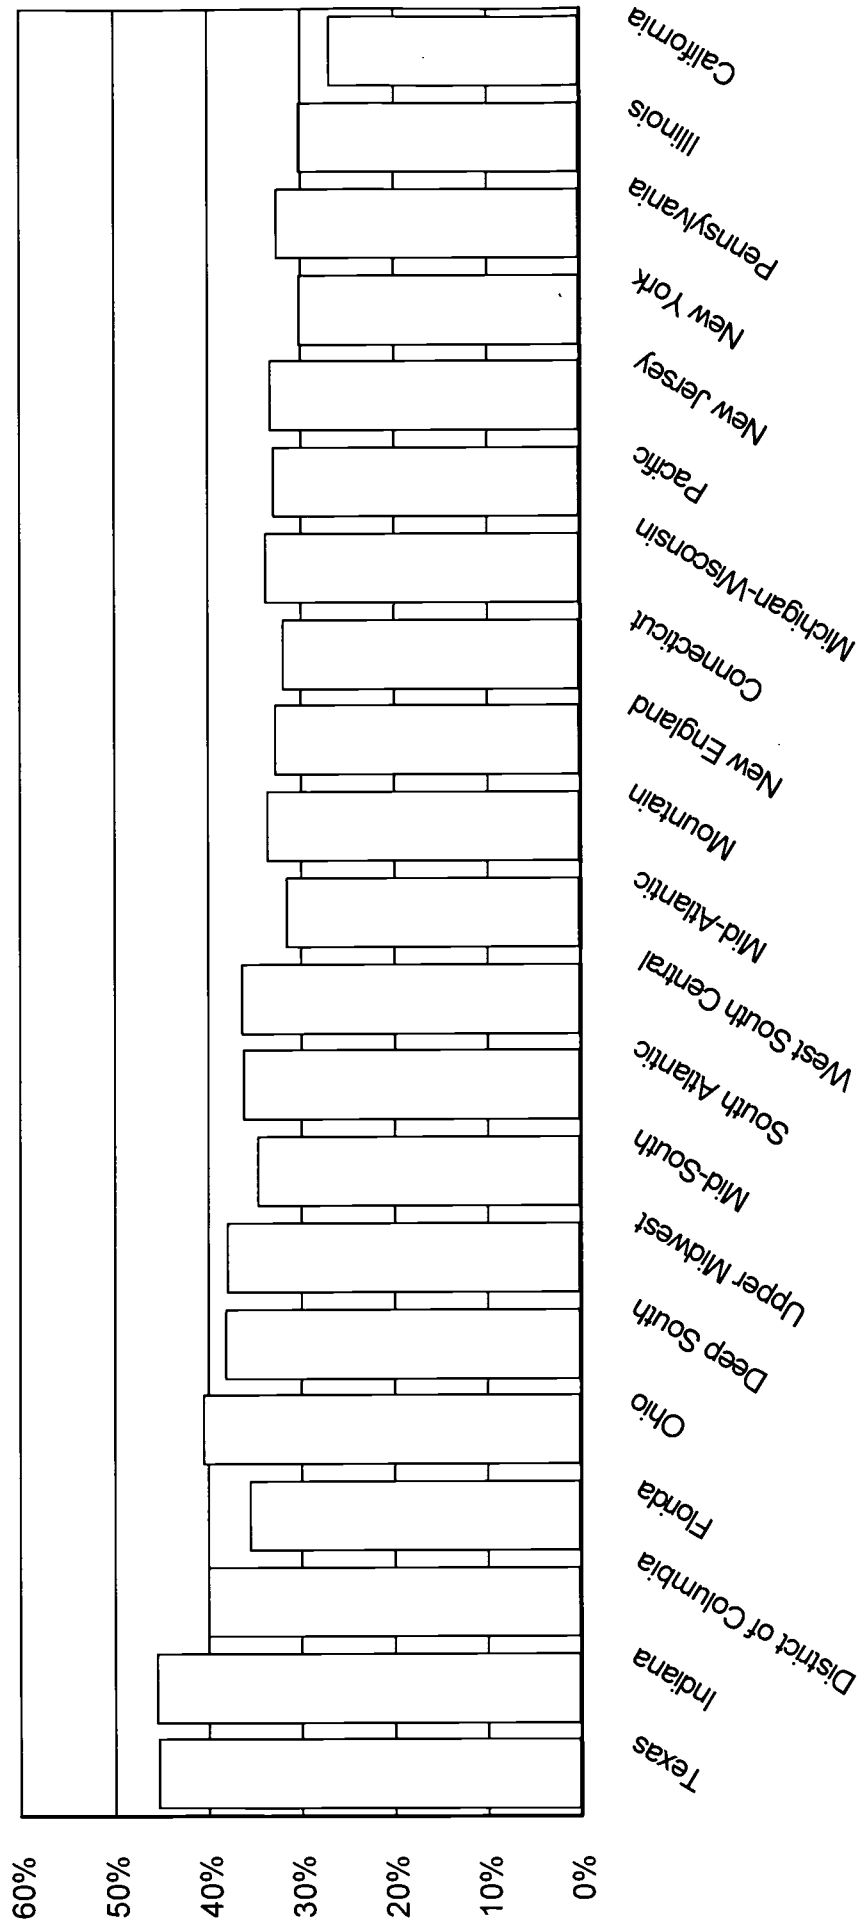 60%
50%
40%
30%
20%
10%
0%
Texas
Indiana
District of Columbia
Florida
Ohio
Deep South
Upper Midwest
Mid-South
South Atlantic
West South Central
Mid-Atlantic
Mountain
New England
Connecticut
Michigan-Wisconsin
Pacific
New Jersey
New York
Pennsylvania
Illinois
California